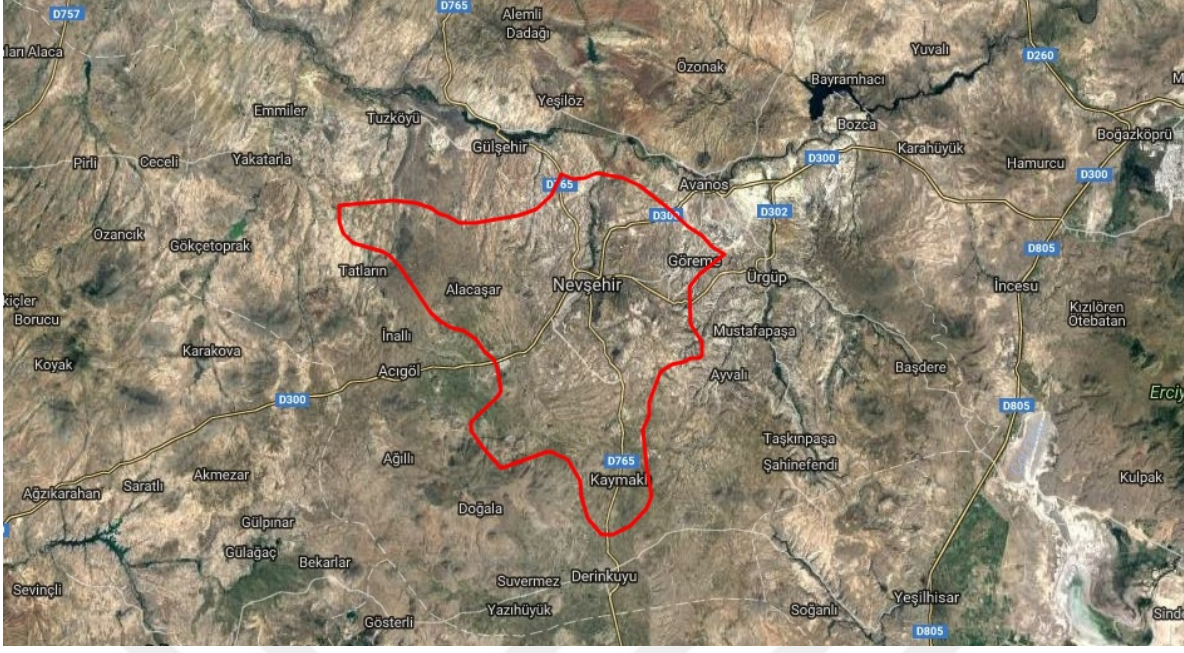 D757
D765
Alemli
Dadağı
ları Alaca
Yuvalı
D260
Özonak
Bayramhacı
Yeşilöz
Emmiler
Tuzköyü
Bozca
Boğazköprü
Gülşehir
Karahüyük
Pirli
Ceceli
Yakatarla
D300
Hamurcu
D300
D765
Avanos
D300
D302
Ozancık
Gökçetoprak
D805
Göreme
Tatların
Ürgüp
Alacaşar
Nevşehir
İncesu
kiçler
Borucu
Kızılören
Ötebatan
İnallı
Mustafapaşa
Karakova
Koyak
Acıgöl
Ayvalı
Başdere
Erciy
D300
D805
Taşkınpaşa
Ağıllı
D765
Şahinefendi
Akmezar
Kaymaklı
Kulpak
Saratlı
Ağzıkarahan
Doğala
Gülpınar
Gülağaç
Bekarlar
Suvermez
Derinkuyu
Sevinçli
Yeşilhisar
Yazıhüyük
Soğanlı
Gösterli
D805